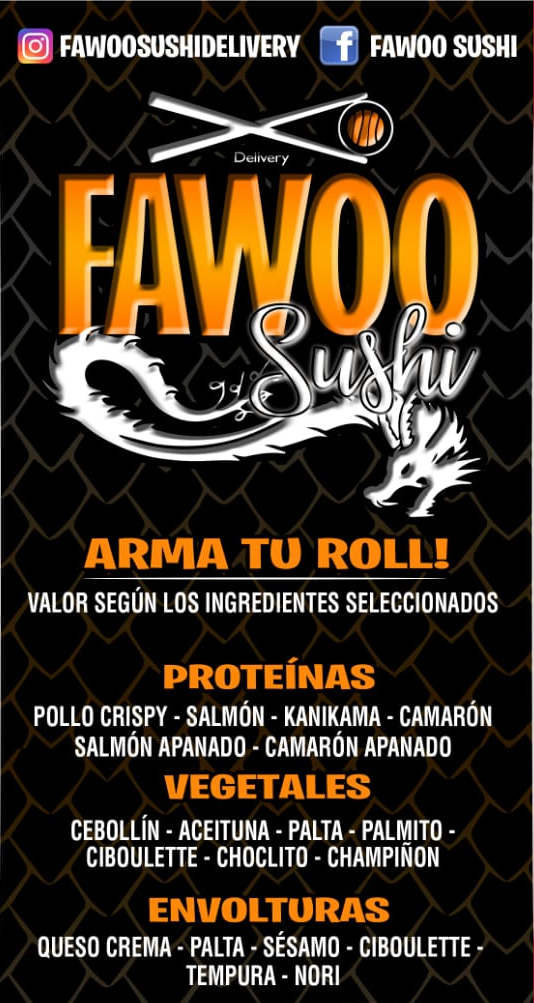 FAWOOSUSHIDELIVERY FAWOO SUSHI
Delivery
FAWOO
Sushi
ARMA TU ROLL!
VALOR SEGÚN LOS INGREDIENTES SELECCIONADOS
PROTEÍNAS
POLLO CRISPY - SALMÓN - KANIKAMA - CAMARÓN
SALMÓN APANADO - CAMARÓN APANADO
VEGETALES
CEBOLLÍN - ACEITUNA - PALTA - PALMITO -
CIBOULETTE - CHOCLITO - CHAMPIÑON
ENVOLTURAS
QUESO CREMA - PALTA - SÉSAMO - CIBOULETTE -
TEMPURA - NORI